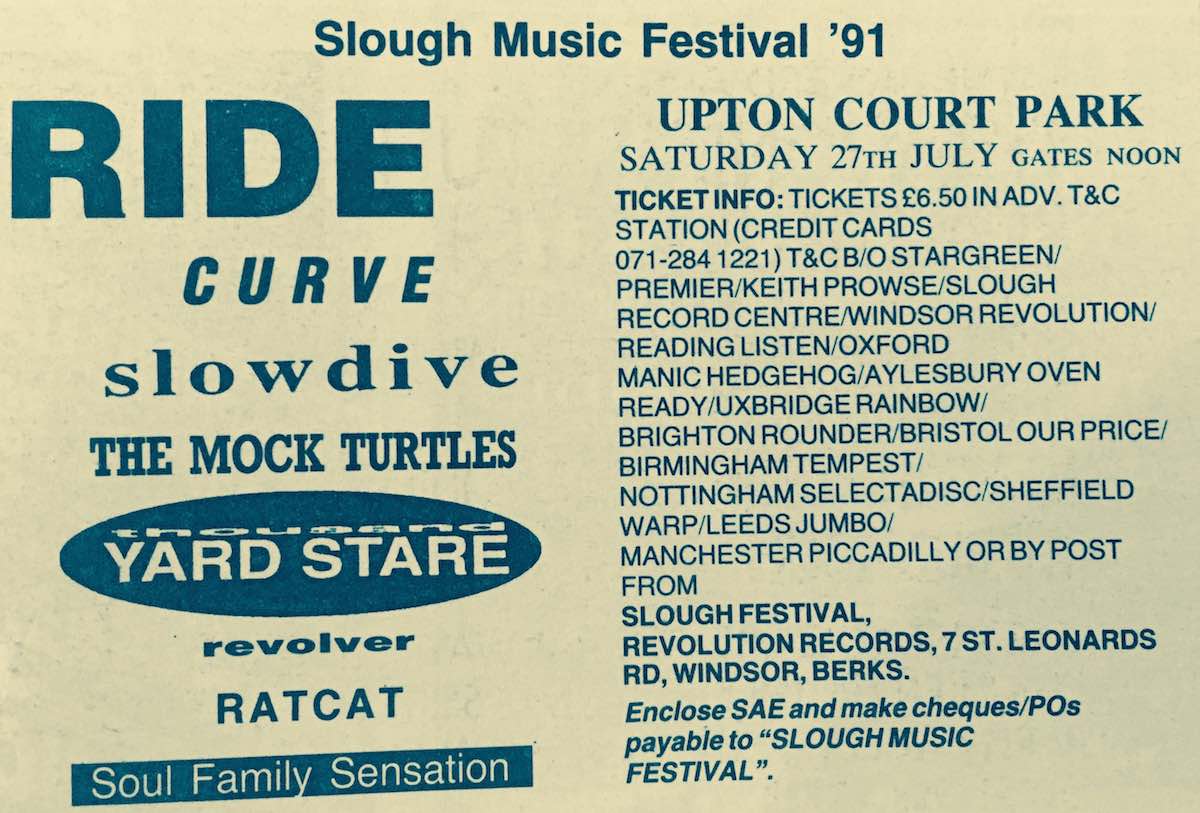 Slough Music Festival ’91
RIDE
CURVE
slowdive
THE MOCK TURTLES
thousand
YARD STARE
revolver
RATCAT
Soul Family Sensation
UPTON COURT PARK
SATURDAY 27TH JULY GATES NOON
TICKET INFO: TICKETS £6.50 IN ADV. T&C
STATION (CREDIT CARDS
071-284 1221) T&C B/O STARGREEN/
PREMIER/KEITH PROWSE/SLOUGH
RECORD CENTRE/WINDSOR REVOLUTION/
READING LISTEN/OXFORD
MANIC HEDGEHOG/AYLESBURY OVEN
READY/UXBRIDGE RAINBOW/
BRIGHTON ROUNDER/BRISTOL OUR PRICE/
BIRMINGHAM TEMPEST/
NOTTINGHAM SELECTADISC/SHEFFIELD
WARP/LEEDS JUMBO/
MANCHESTER PICCADILLY OR BY POST
FROM
SLOUGH FESTIVAL,
REVOLUTION RECORDS, 7 ST. LEONARDS
RD, WINDSOR, BERKS.
Enclose SAE and make cheques/POs
payable to “SLOUGH MUSIC
FESTIVAL”.